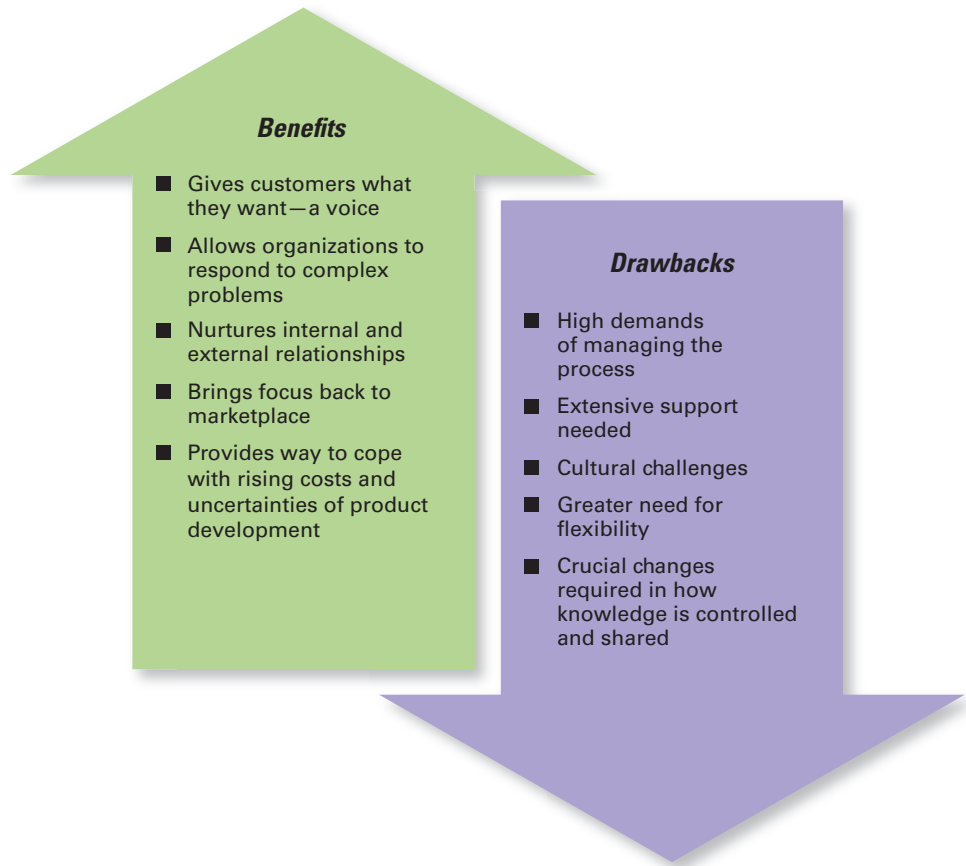 Benefits
■ Gives customers what
they want—a voice
■ Allows organizations to
respond to complex
problems
■ Nurtures internal and
external relationships
■ Brings focus back to
marketplace
■ Provides way to cope
with rising costs and
uncertainties of product
development
Drawbacks
■ High demands
of managing the
process
■ Extensive support
needed
■ Cultural challenges
■ Greater need for
flexibility
■ Crucial changes
required in how
knowledge is controlled
and shared